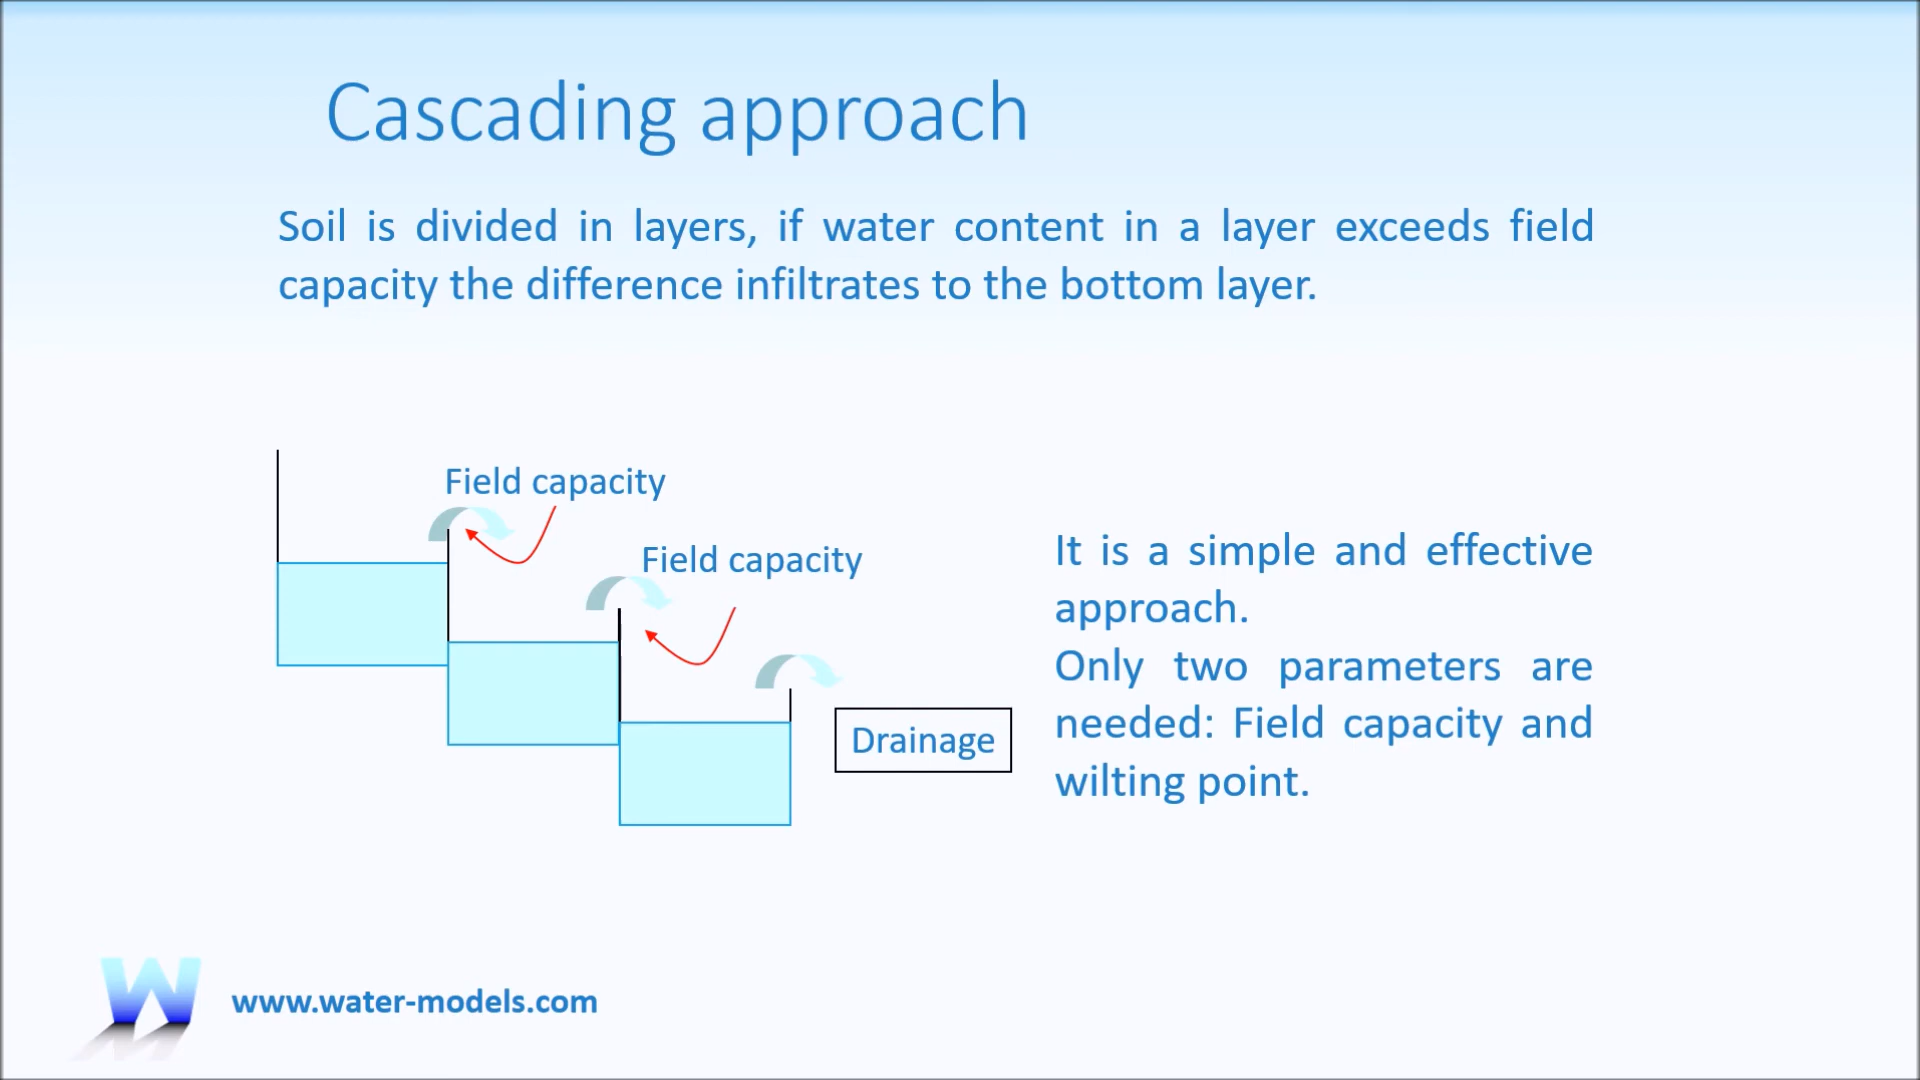 Cascading approach
Soil is divided in layers, if water content in a layer exceeds field
capacity the difference infiltrates to the bottom layer.
Field capacity
Field capacity
Drainage
It is a simple and effective
approach.
Only two parameters are
needed: Field capacity and
wilting point.
W
www.water-models.com